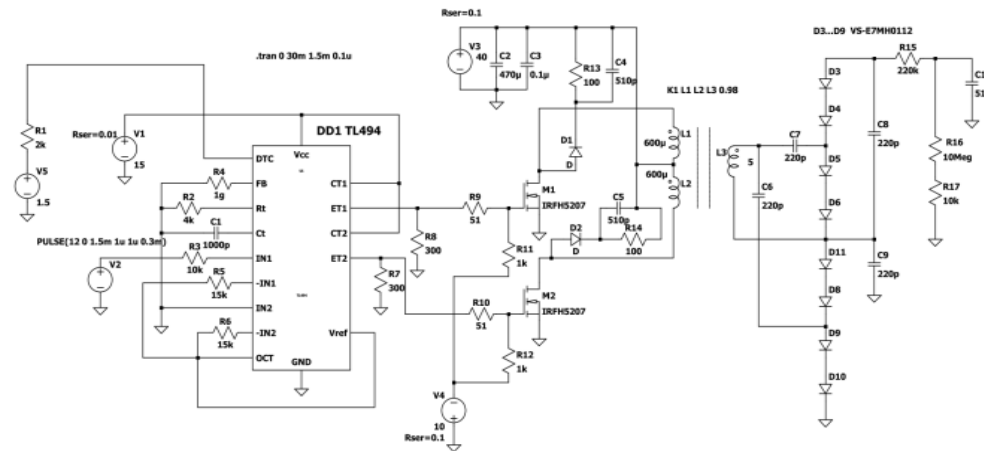 Rser=0.1
V3
40
C2
470µ
C3
0.1µ
R13
100
C4
510p
D3...D9 VS-E7MH0112
R15
220k
.tran 0 30m 1.5m 0.1u
K1 L1 L2 L3 0.98
D3
D4
C8
220p
R16
10Meg
R17
10k
R1
2k
V5
1.5
Rser=0.01
V1
15
DD1 TL494
Vcc
DTC
FB
Rt
Ct
IN1
-IN1
IN2
-IN2
OCT
GND
CT1
ET1
CT2
ET2
Vref
R4
1g
R2
4k
C1
1000p
PULSE(12 0 1.5m 1u 1u 0.3m)
V2
R3
10k
R5
15k
R6
15k
D1
D
L1
600µ
600µ
L2
L3
5
C7
220p
C6
220p
D5
D6
M1
IRFH5207
R9
51
R8
300
R7
300
R11
1k
C5
510p
D2
D
R14
100
M2
IRFH5207
R10
51
R12
1k
V4
10
Rser=0.1
D11
D8
C9
220p
D9
D10